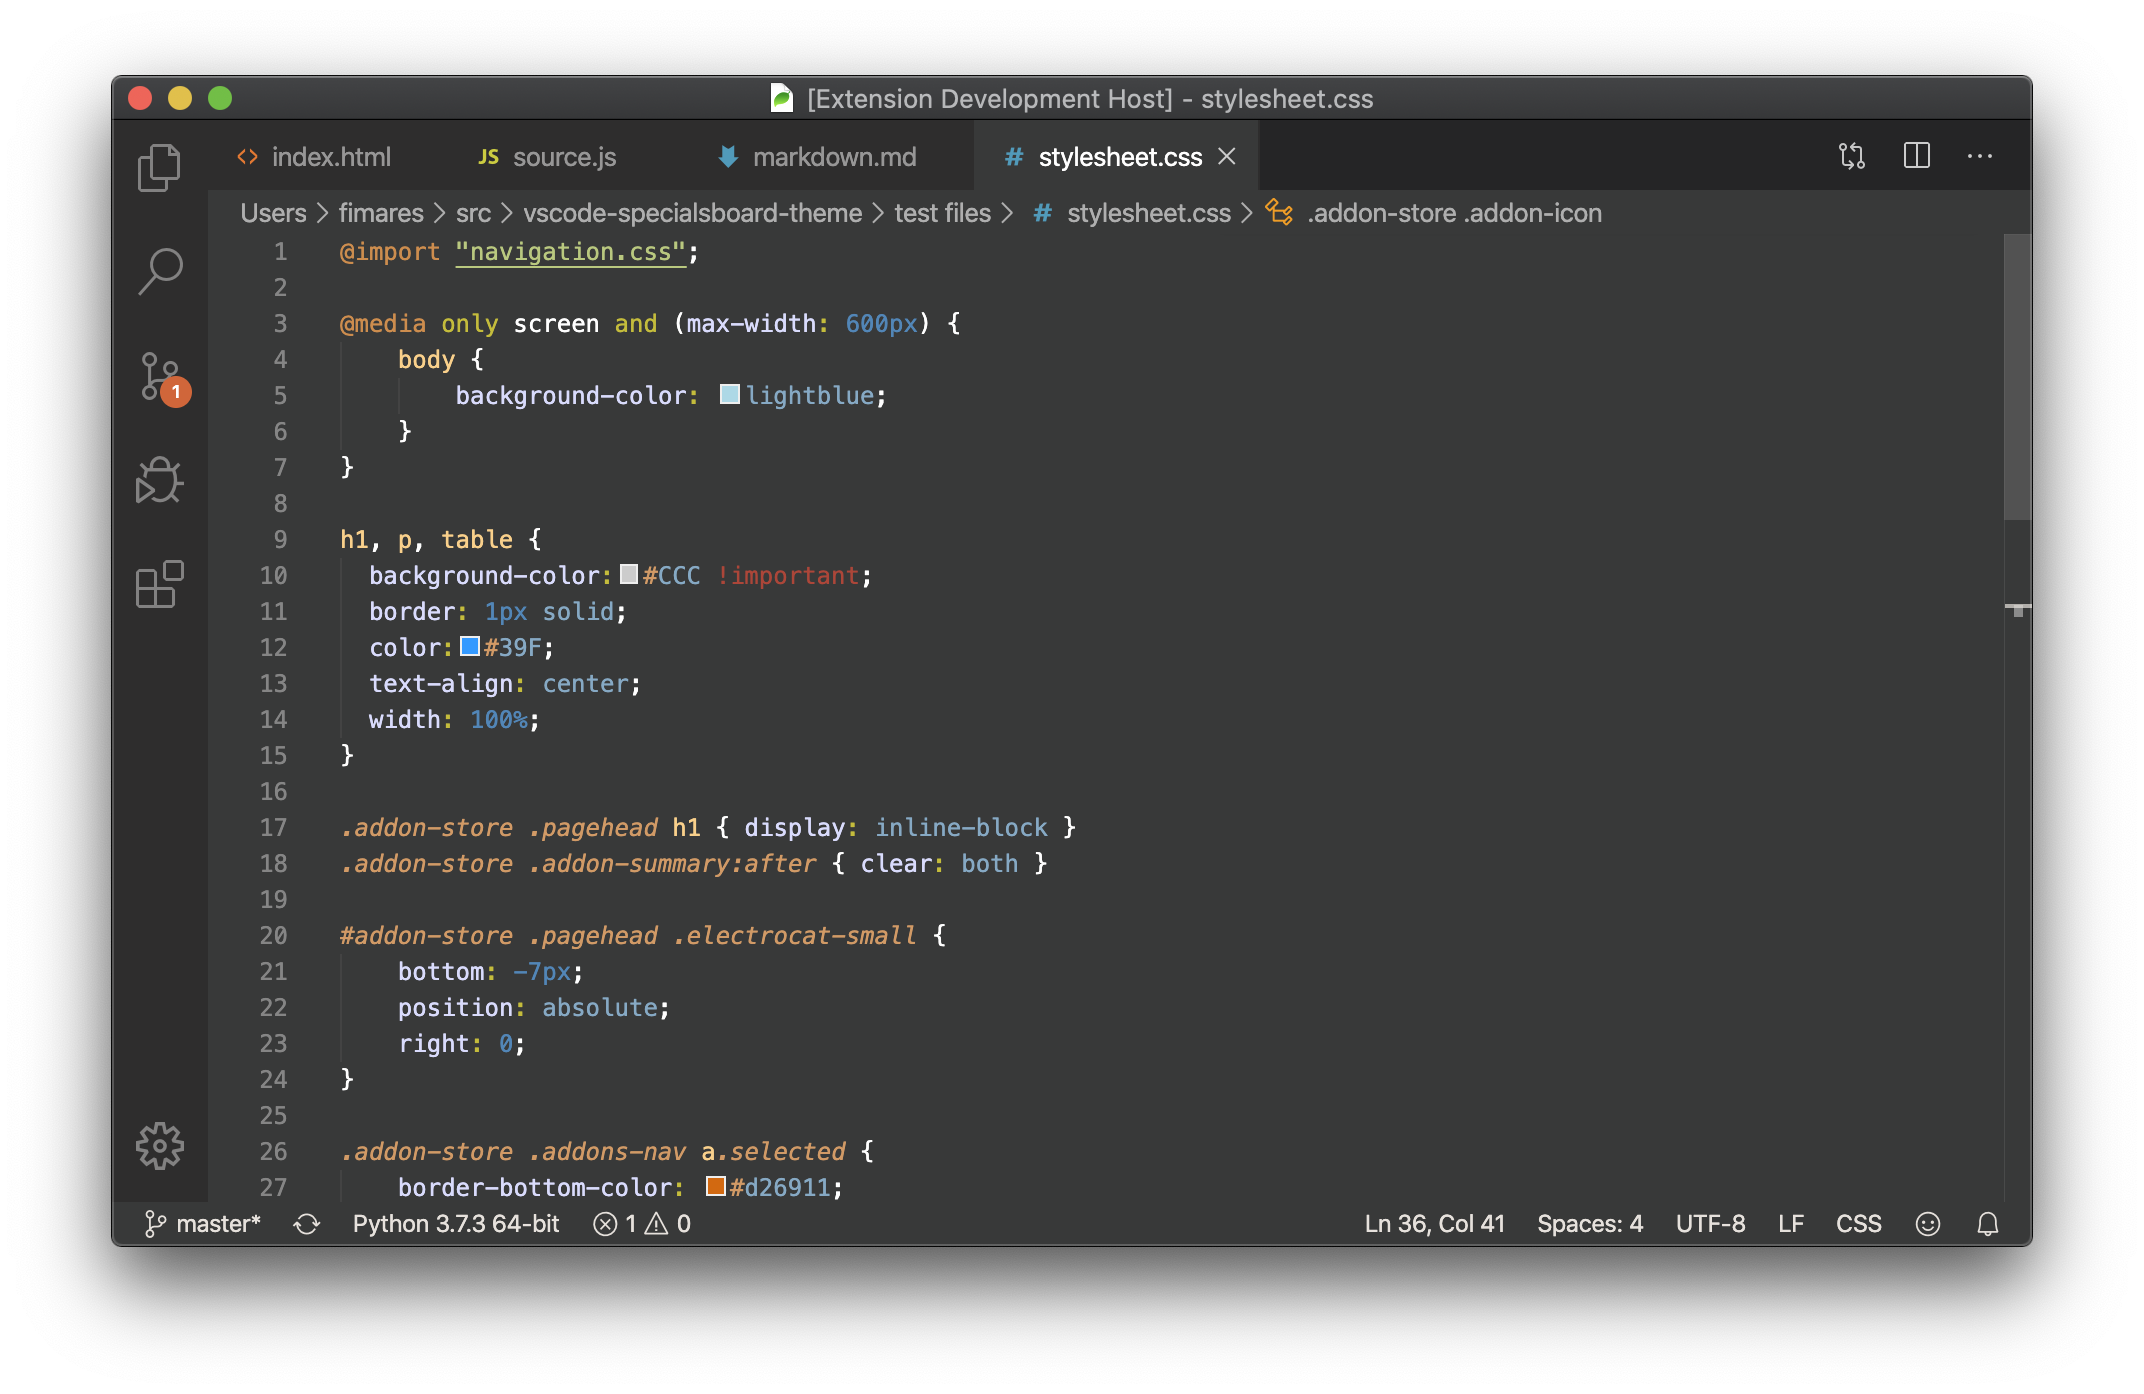 [Extension Development Host] - stylesheet.css
<> index.html JS source.js markdown.md # stylesheet.css
Users > fimares > src > vscode-specialsboard-theme > test files > # stylesheet.css > .addon-store .addon-icon
1 @import "navigation.css";
2
3 @media only screen and (max-width: 600px) {
4 body {
5 background-color: lightblue;
6 }
7 }
8
9 h1, p, table {
10 background-color: #CCC !important;
11 border: 1px solid;
12 color: #39F;
13 text-align: center;
14 width: 100%;
15 }
16
17 .addon-store .pagehead h1 { display: inline-block }
18 .addon-store .addon-summary:after { clear: both }
19
20 #addon-store .pagehead .electrocat-small {
21 bottom: -7px;
22 position: absolute;
23 right: 0;
24 }
25
26 .addon-store .addons-nav a.selected {
27 border-bottom-color: #d26911;
1
master* Python 3.7.3 64-bit 1 0 Ln 36, Col 41 Spaces: 4 UTF-8 LF CSS